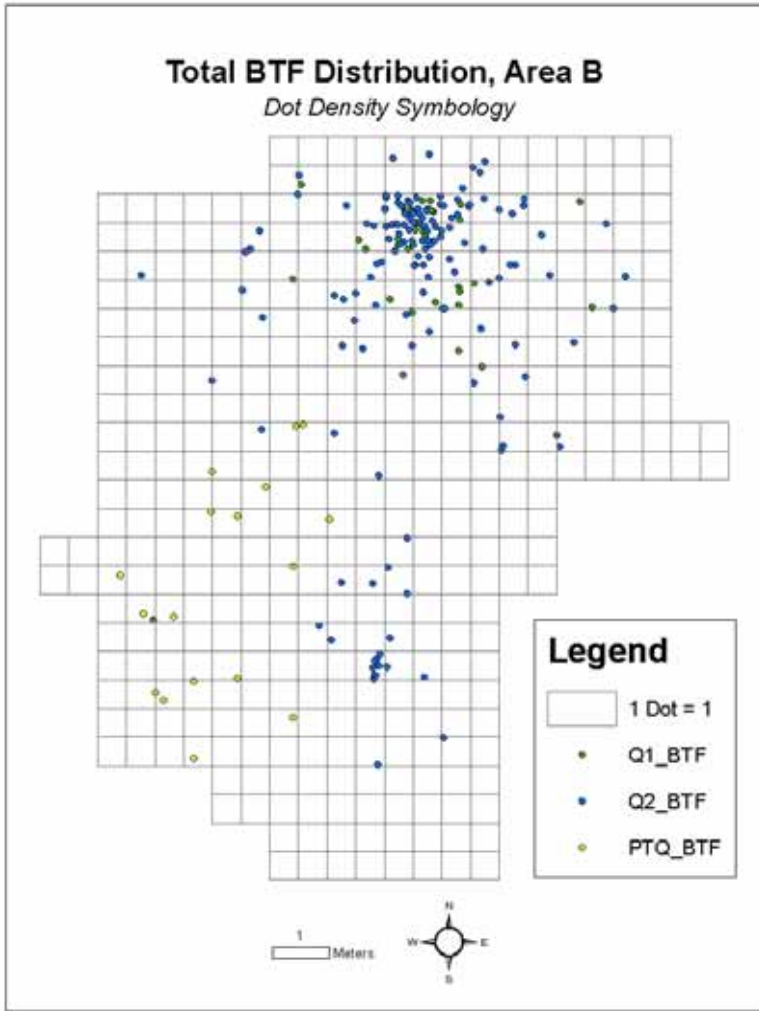 Total BTF Distribution, Area B
Dot Density Symbology
Legend
1 Dot = 1
Q1_BTF
Q2_BTF
PTQ_BTF
1
Meters
N
W
E
S